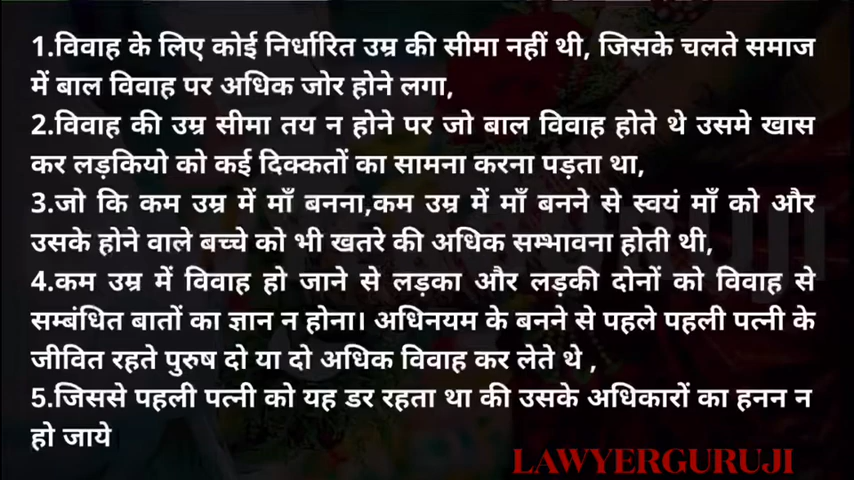 1.विवाह के लिए कोई निर्धारित उम्र की सीमा नहीं थी, जिसके चलते समाज
में बाल विवाह पर अधिक जोर होने लगा,
2.विवाह की उम्र सीमा तय न होने पर जो बाल विवाह होते थे उसमे खास
कर लड़कियो को कई दिक्कतों का सामना करना पड़ता था,
3.जो कि कम उम्र में माँ बनना,कम उम्र में माँ बनने से स्वयं माँ को और
उसके होने वाले बच्चे को भी खतरे की अधिक सम्भावना होती थी,
4.कम उम्र में विवाह हो जाने से लड़का और लड़की दोनों को विवाह से
सम्बंधित बातों का ज्ञान न होना। अधिनयम के बनने से पहले पहली पत्नी के
जीवित रहते पुरुष दो या दो अधिक विवाह कर लेते थे ,
5.जिससे पहली पत्नी को यह डर रहता था की उसके अधिकारों का हनन न
हो जाये
LAWYERGURUJI